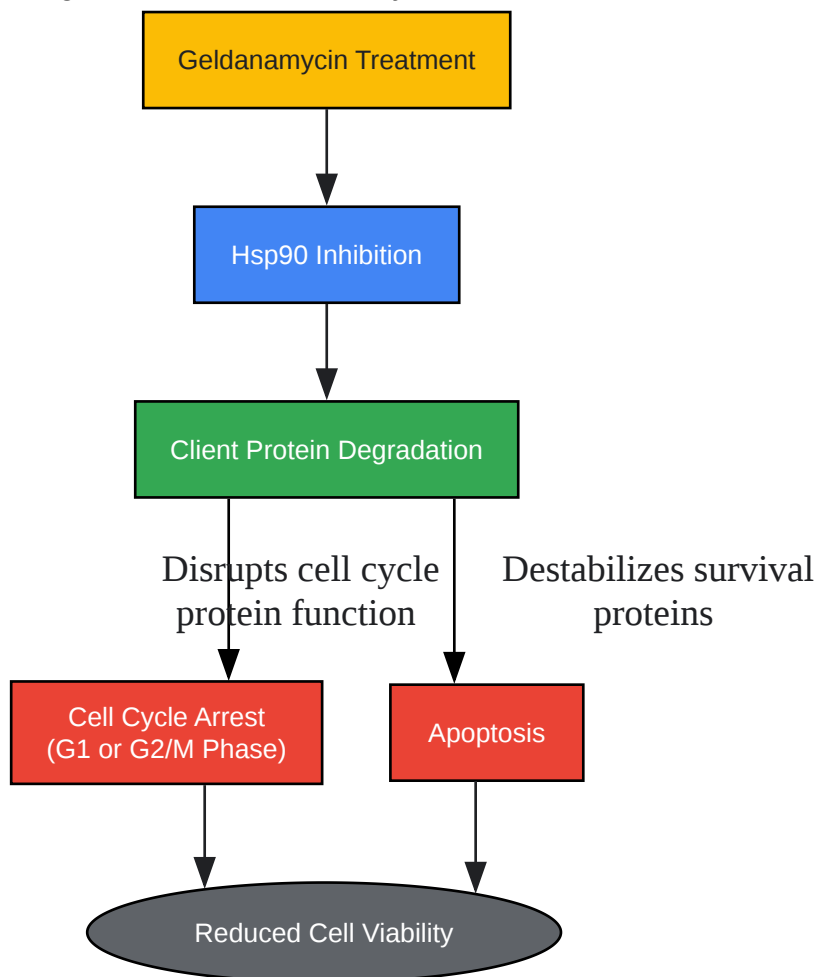 Geldanamycin Treatment
Hsp90 Inhibition
Client Protein Degradation
Disrupts cell cycle
protein function
Destabilizes survival
proteins
Cell Cycle Arrest
(G1 or G2/M Phase)
Apoptosis
Reduced Cell Viability